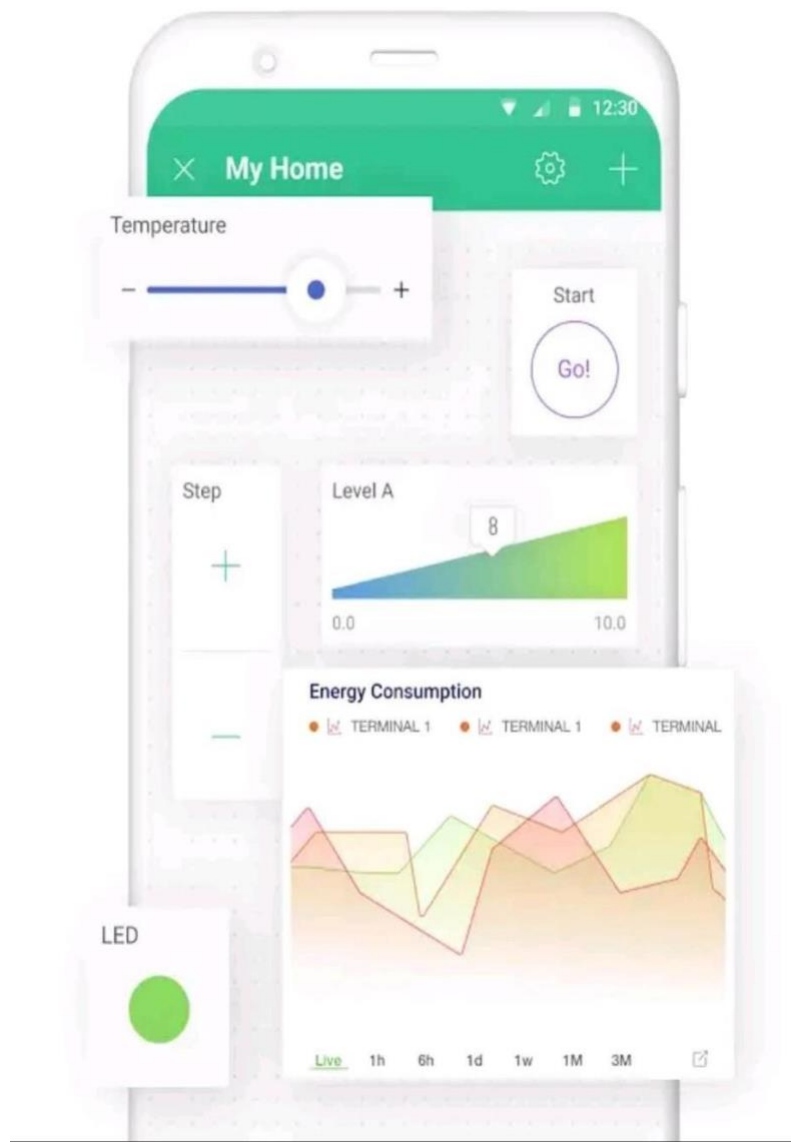 12:30
My Home
Temperature
− +
Start
Go!
Step
+
−
Level A
8
0.0 10.0
Energy Consumption
TERMINAL 1 TERMINAL 1 TERMINAL
LED
Live 1h 6h 1d 1w 1M 3M